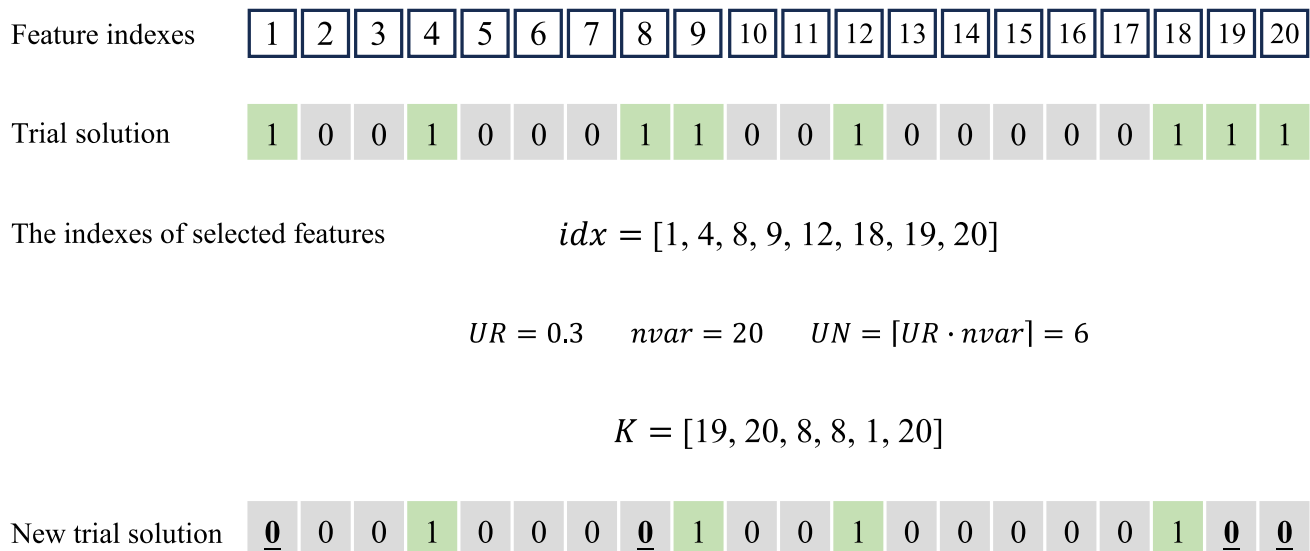 Feature indexes 1 2 3 4 5 6 7 8 9 10 11 12 13 14 15 16 17 18 19 20
Trial solution 1 0 0 1 0 0 0 1 1 0 0 1 0 0 0 0 0 1 1 1
The indexes of selected features idx = [1, 4, 8, 9, 12, 18, 19, 20]
UR = 0.3 nvar = 20 UN = ⌈UR · nvar⌉ = 6
K = [19, 20, 8, 8, 1, 20]
New trial solution 0 0 0 1 0 0 0 0 1 0 0 1 0 0 0 0 0 1 0 0